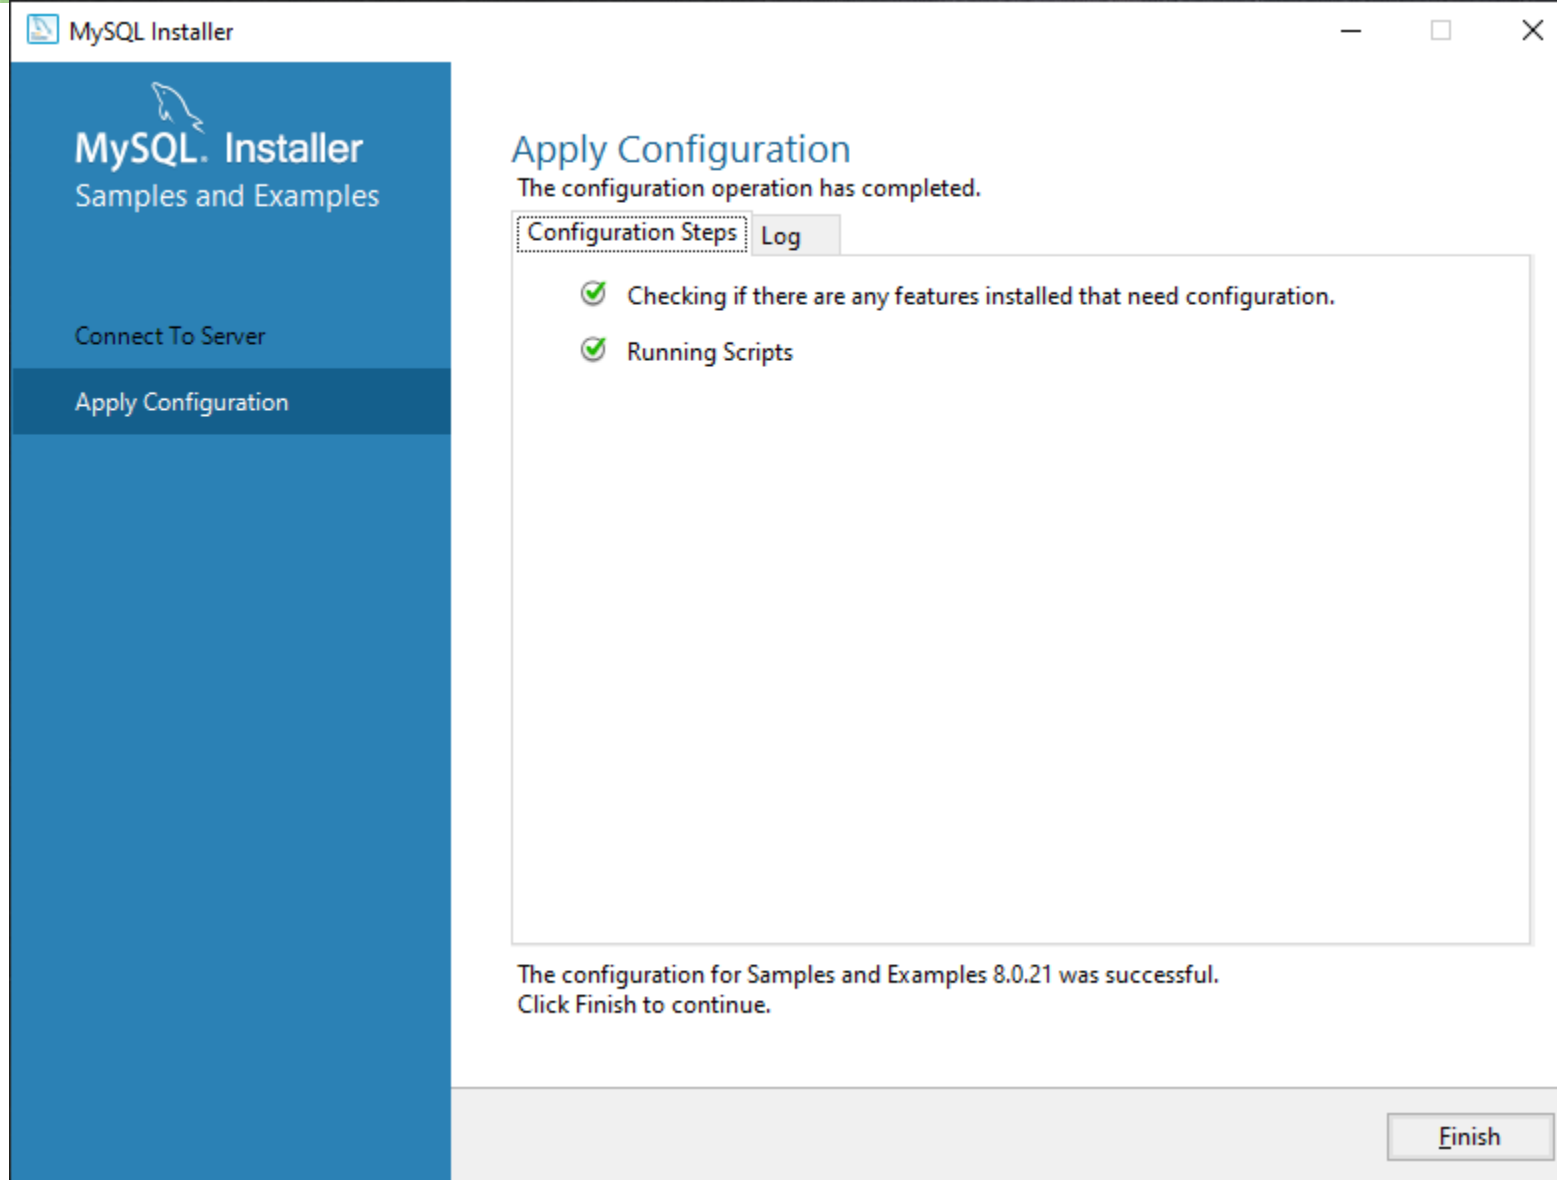 MySQL Installer
MySQL. Installer
Samples and Examples
Connect To Server
Apply Configuration
Apply Configuration
The configuration operation has completed.
Configuration Steps
Log
Checking if there are any features installed that need configuration.
Running Scripts
The configuration for Samples and Examples 8.0.21 was successful.
Click Finish to continue.
Finish